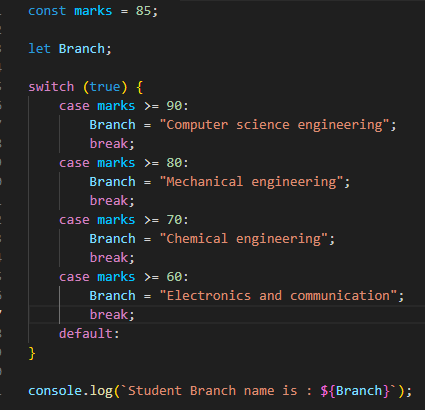 const marks = 85;
let Branch;
switch (true) {
case marks >= 90:
Branch = "Computer science engineering";
break;
case marks >= 80:
Branch = "Mechanical engineering";
break;
case marks >= 70:
Branch = "Chemical engineering";
break;
case marks >= 60:
Branch = "Electronics and communication";
break;
default:
}
console.log(`Student Branch name is : ${Branch}`);